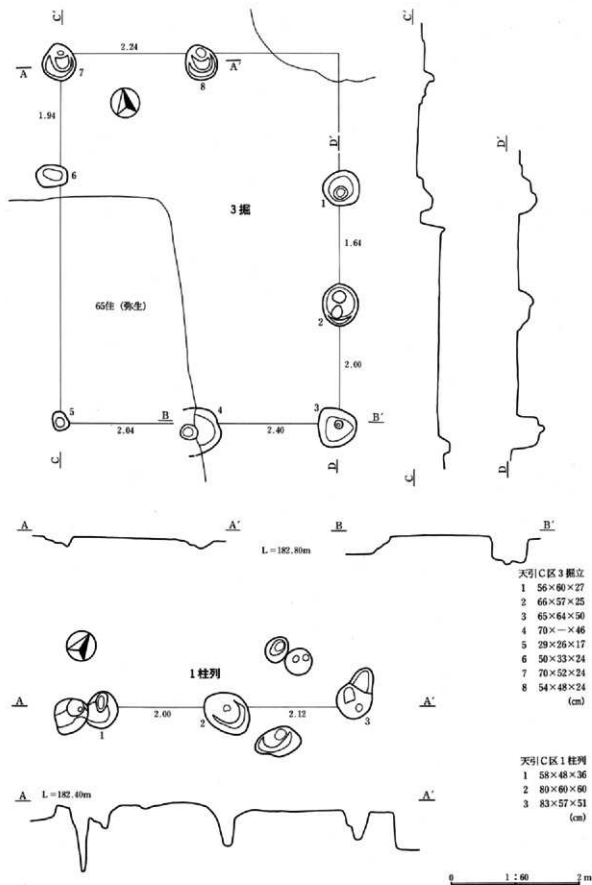 C´
2.24
A
7
8
A´
C´
D´
1.94
D´
6
3掘
1
1.64
65住（弥生）
2
2.00
5
B
4
3
B´
2.04
2.40
C
D
C
D
A
A´
B
B´
L=182.80m
天引C区3掘立
1 56×60×27
2 66×57×25
3 65×64×50
4 70×―×46
5 29×26×17
6 50×33×24
7 70×52×24
8 54×48×24
(cm)
1柱列
A
1
2.00
2
2.12
3
A´
天引C区1柱列
1 58×48×36
2 80×60×60
3 83×57×51
(cm)
A
L=182.40m
A´
0 1:60 2m